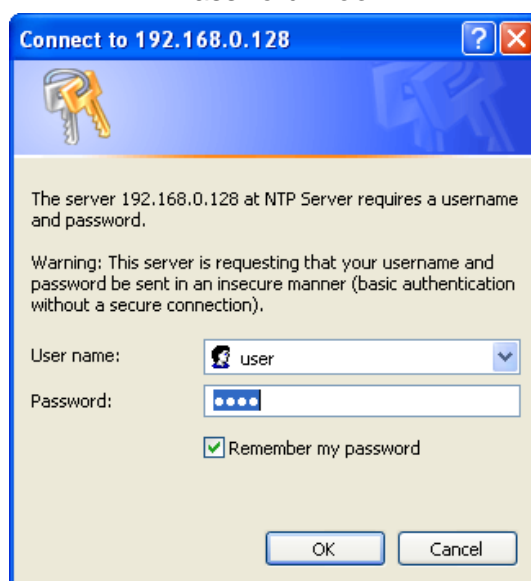 Connect to 192.168.0.128
The server 192.168.0.128 at NTP Server requires a username
and password.
Warning: This server is requesting that your username and
password be sent in an insecure manner (basic authentication
without a secure connection).
User name:
user
Password:
••••
Remember my password
OK
Cancel